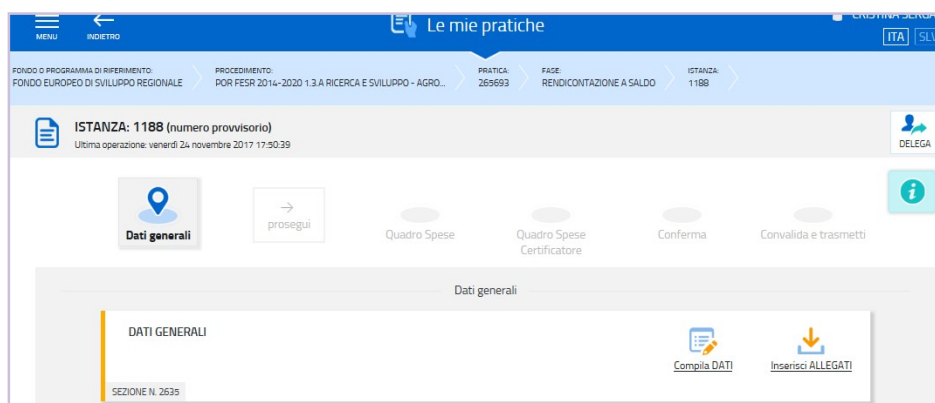 MENU
INDIETRO
Le mie pratiche
ITA
FONDO O PROGRAMMA DI RIFERIMENTO:
FONDO EUROPEO DI SVILUPPO REGIONALE
PROCEDIMENTO:
POR FESR 2014-2020 1.3.A RICERCA E SVILUPPO - AGRO...
PRATICA:
265693
FASE:
RENDICONTAZIONE A SALDO
ISTANZA:
1188
ISTANZA: 1188 (numero provvisorio)
Ultima operazione: venerdì 24 novembre 2017 17:50:39
DELEGA
Dati generali
prosegui
Quadro Spese
Quadro Spese
Certificatore
Conferma
Convalida e trasmetti
Dati generali
DATI GENERALI
Compila DATI
Inserisci ALLEGATI
SEZIONE N. 2635